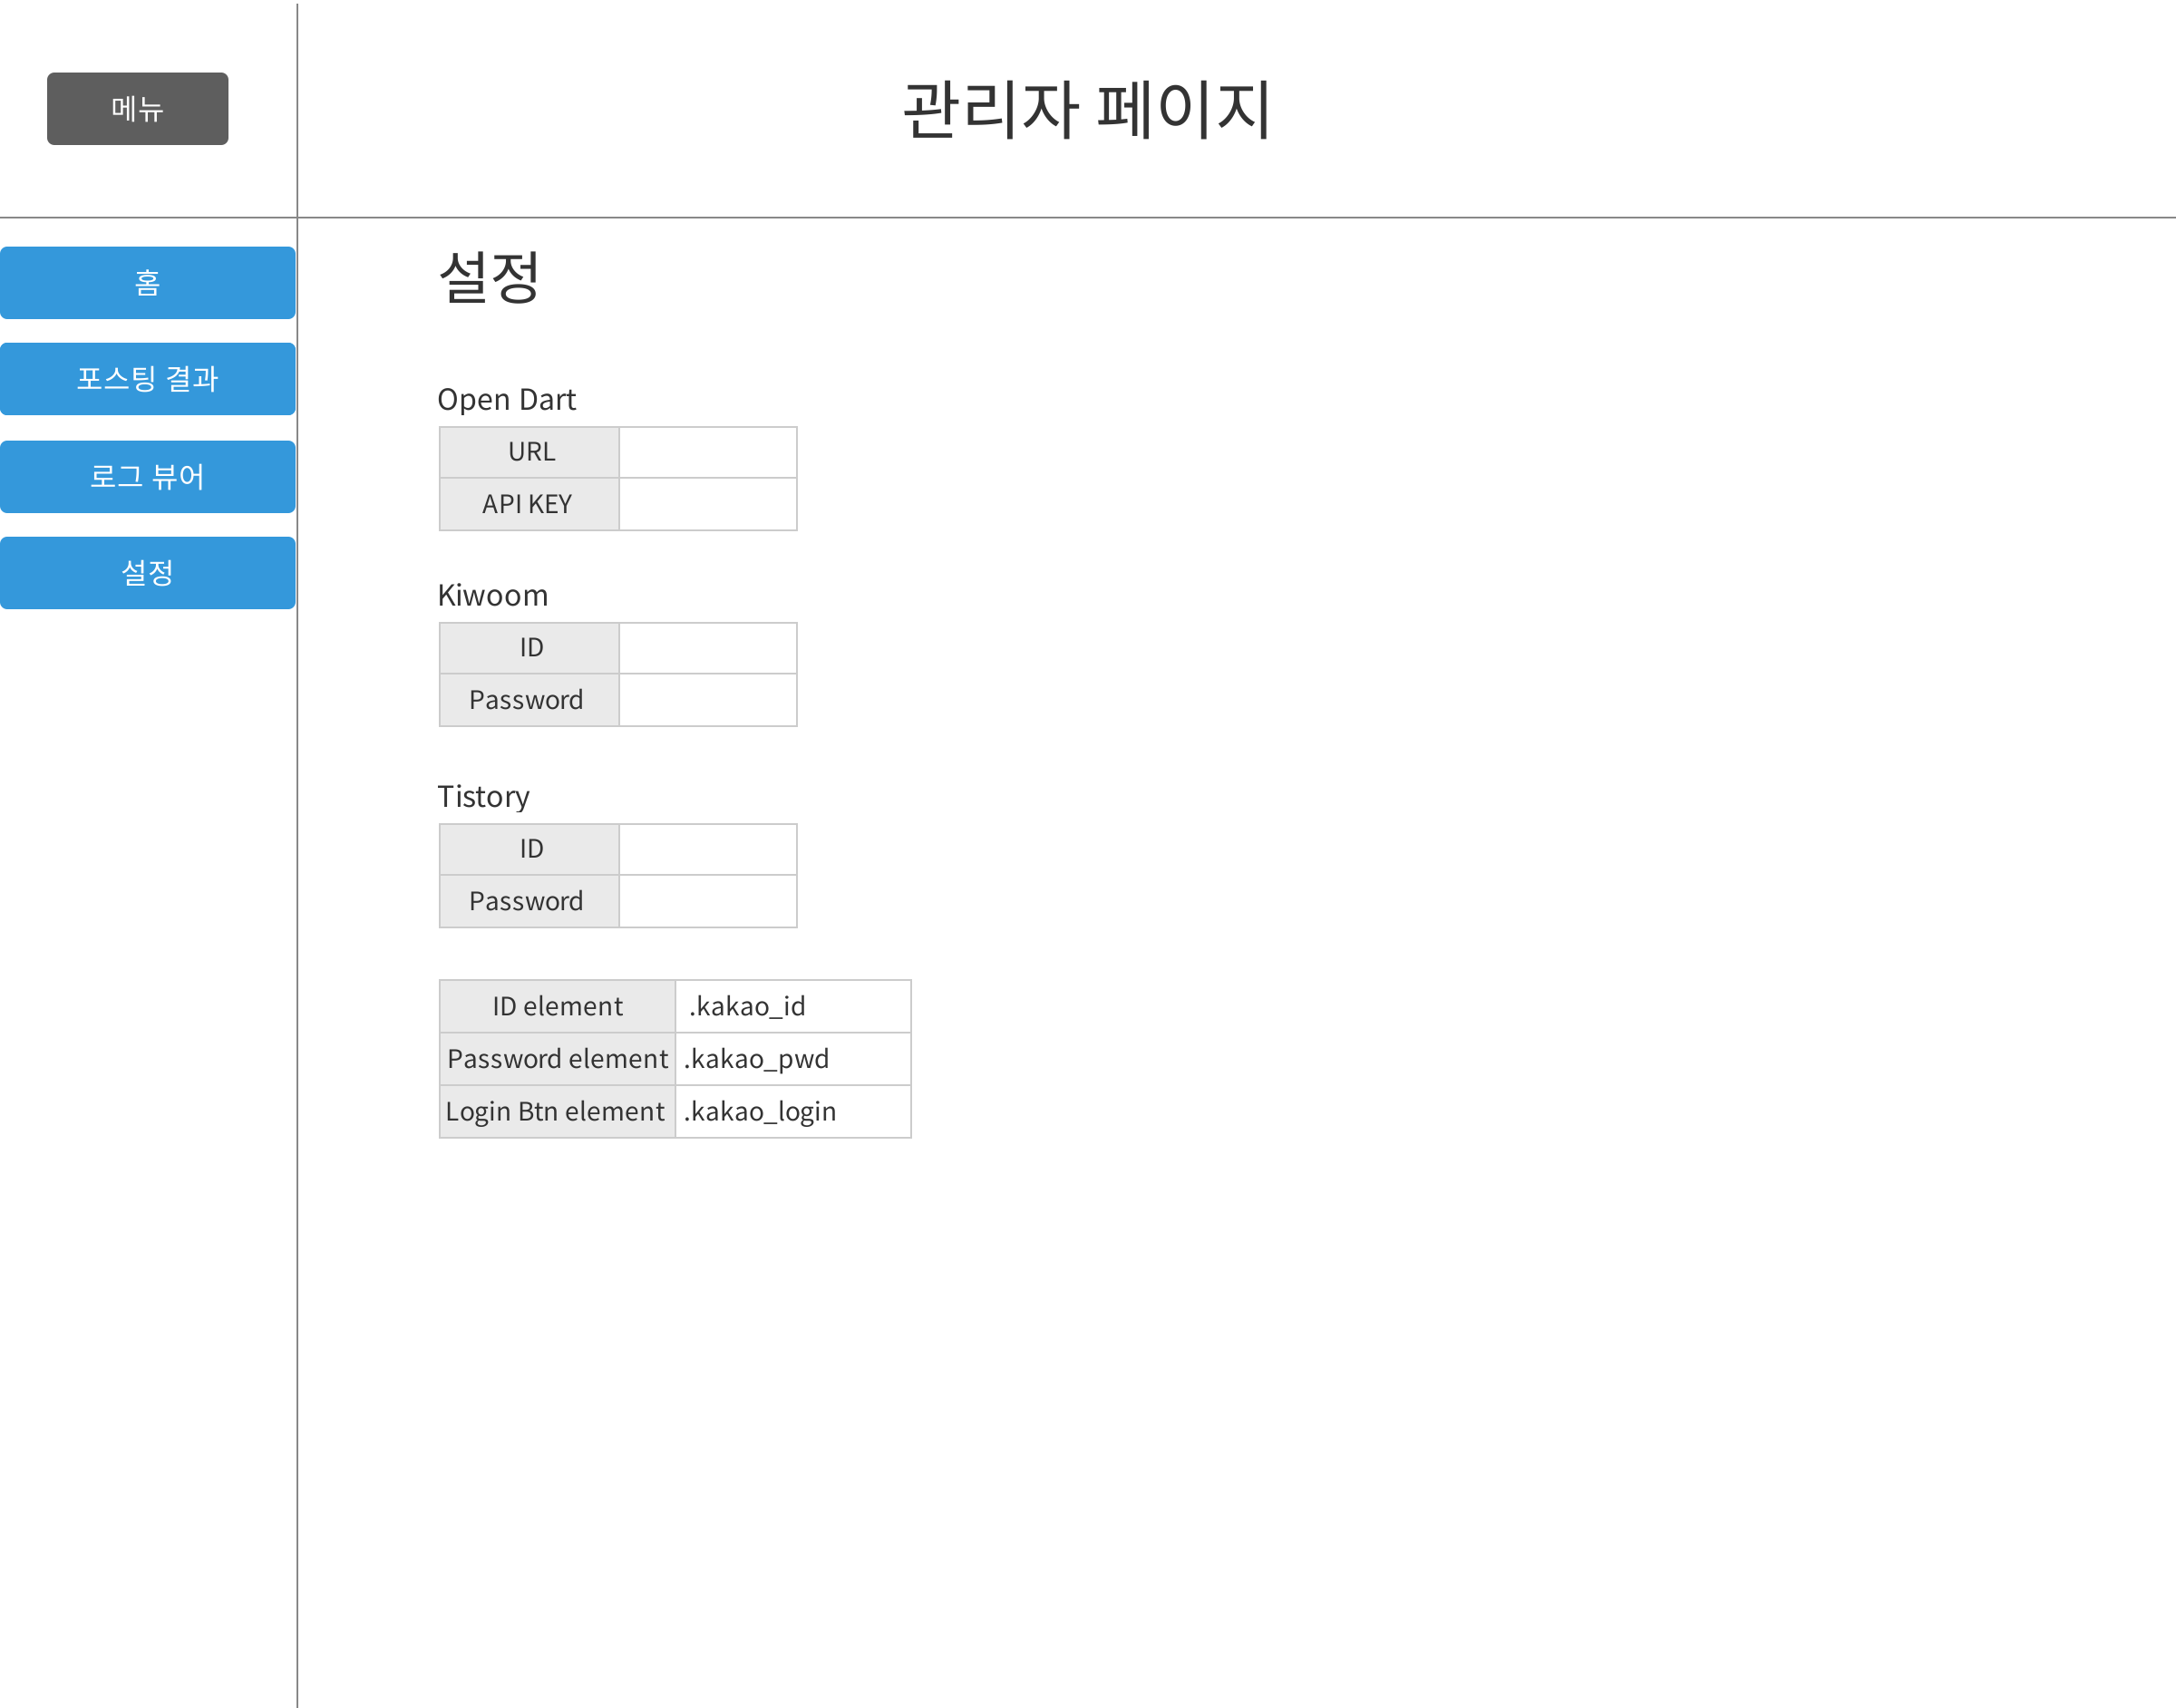 메뉴
관리자 페이지
홈
포스팅 결과
로그 뷰어
설정
설정
Open Dart
URL
API KEY
Kiwoom
ID
Password
Tistory
ID
Password
ID element .kakao_id
Password element .kakao_pwd
Login Btn element .kakao_login